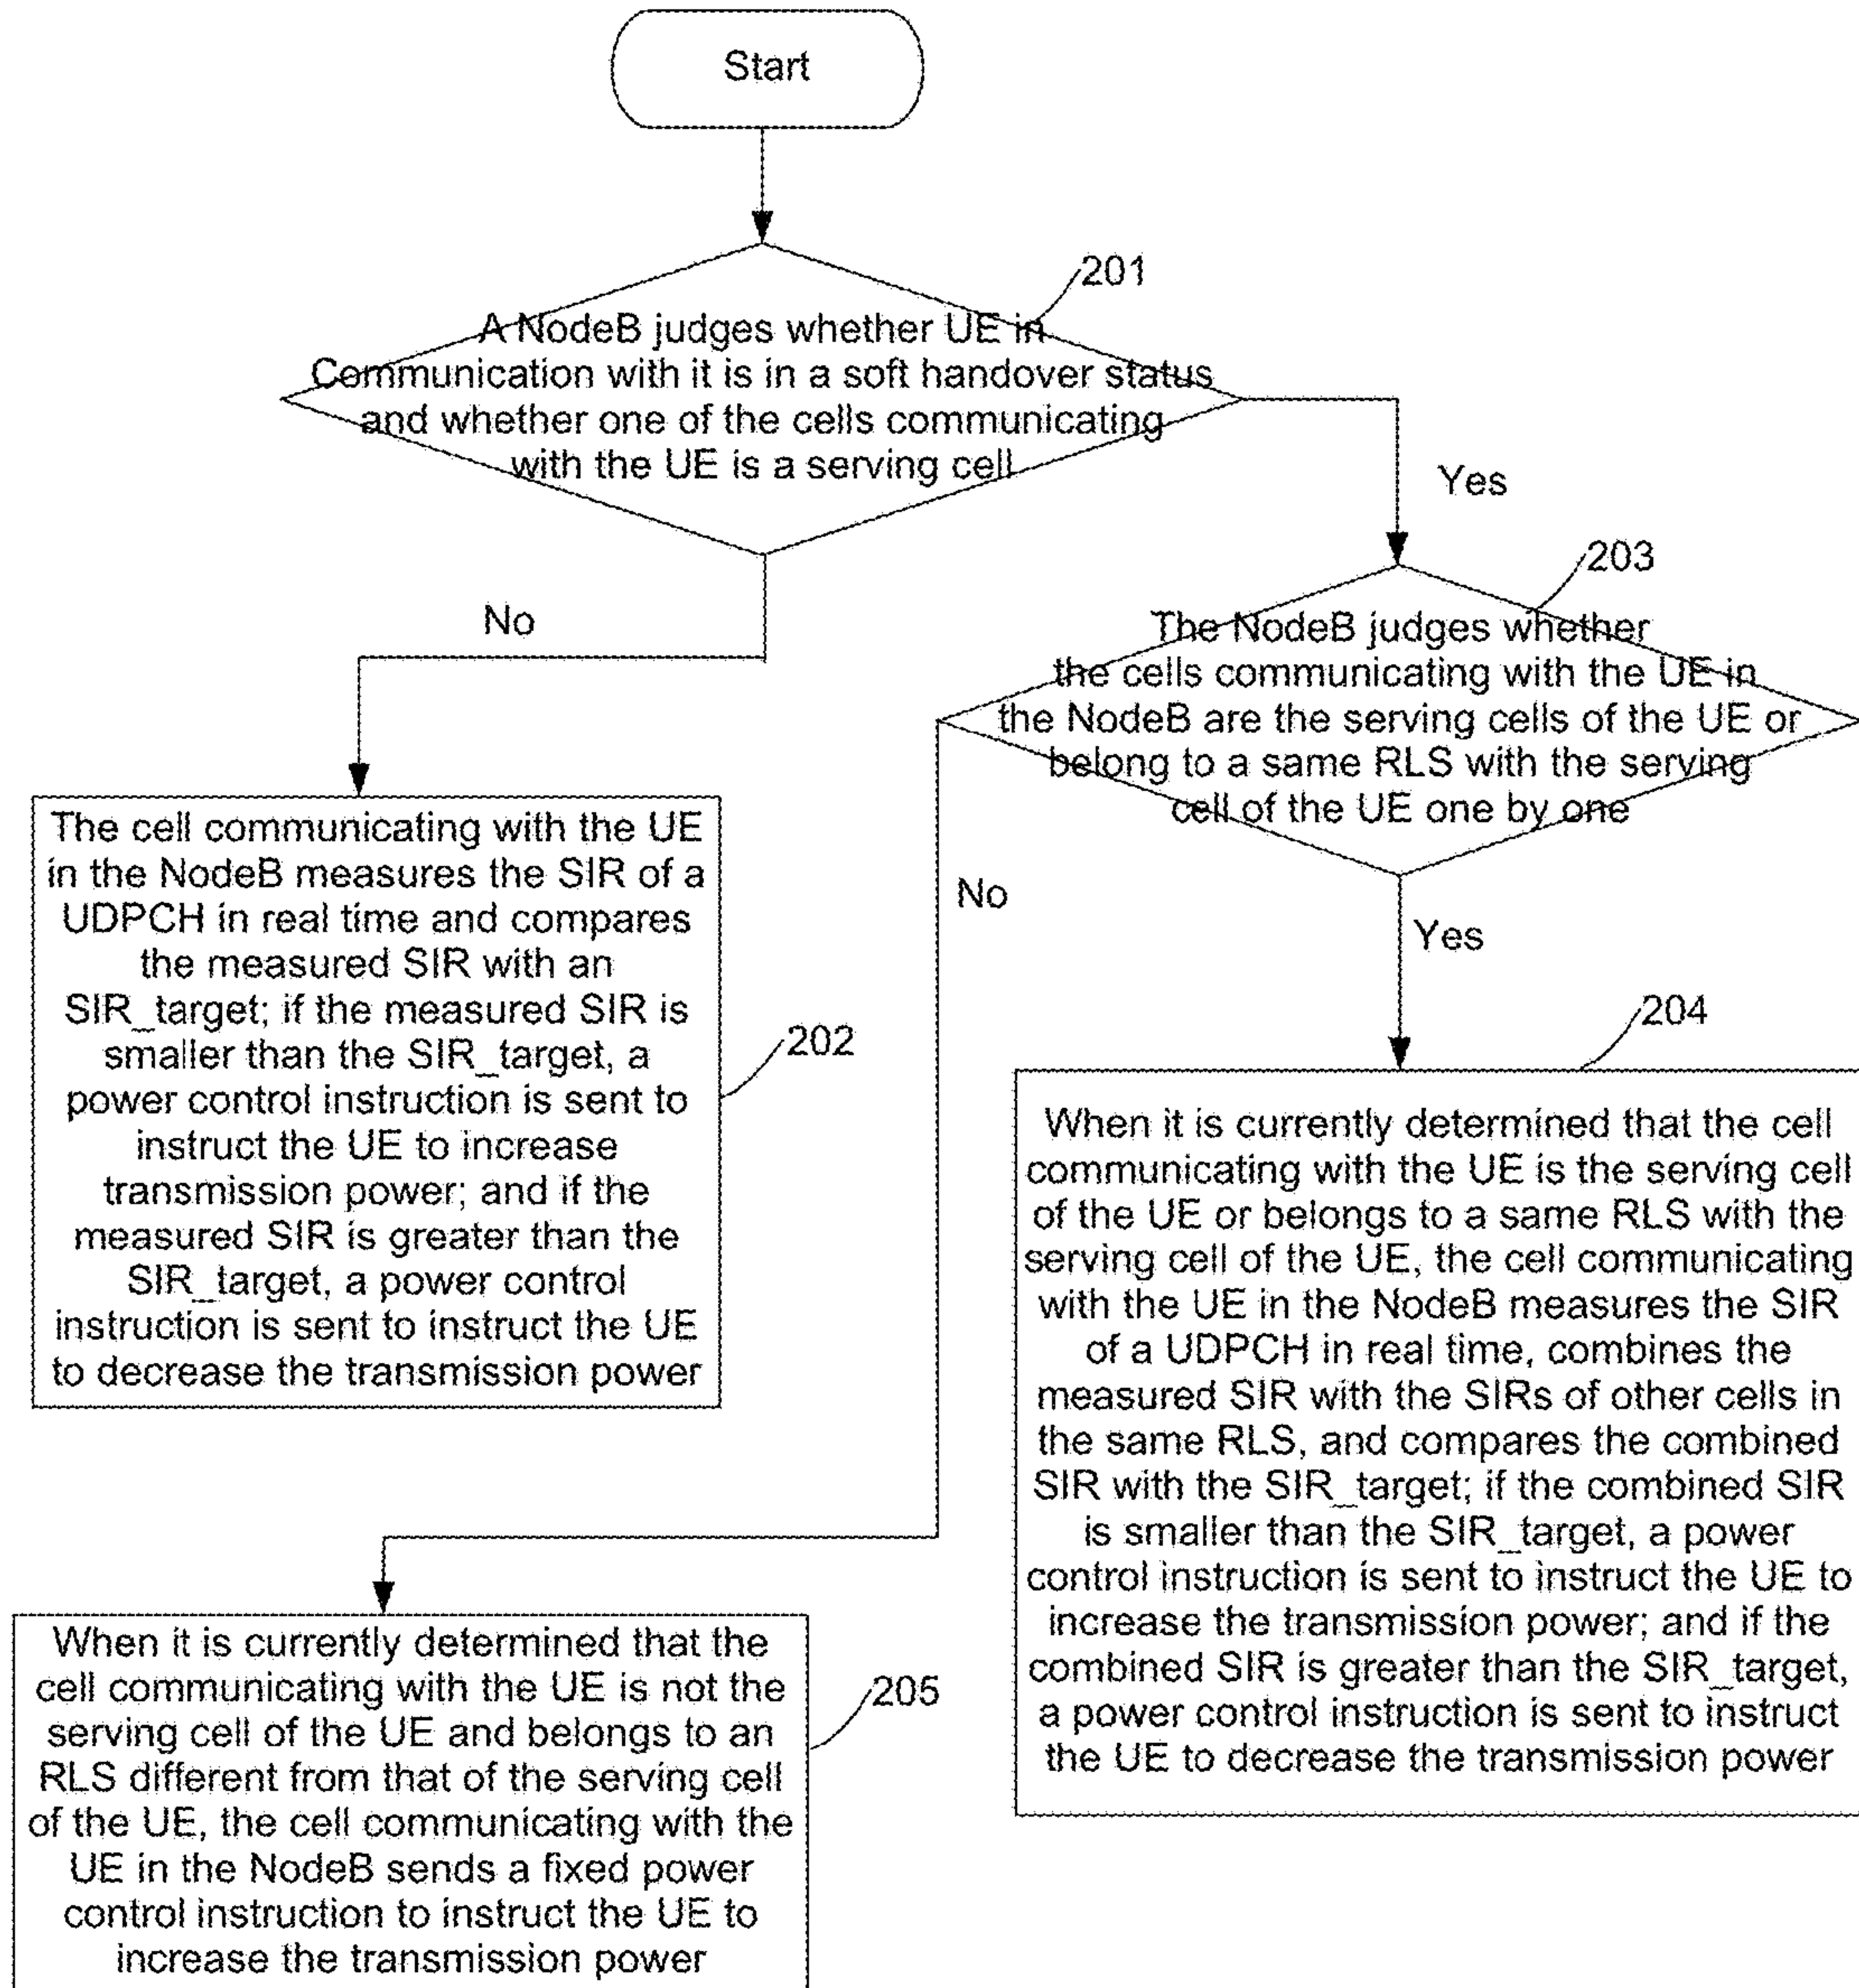 Start
201
A NodeB judges whether UE in
Communication with it is in a soft handover status
and whether one of the cells communicating
with the UE is a serving cell
Yes
No
203
The NodeB judges whether
the cells communicating with the UE in
the NodeB are the serving cells of the UE or
belong to a same RLS with the serving
cell of the UE one by one
No
Yes
The cell communicating with the UE
in the NodeB measures the SIR of a
UDPCH in real time and compares
the measured SIR with an
SIR_target; if the measured SIR is
smaller than the SIR_target, a
power control instruction is sent to
instruct the UE to increase
transmission power; and if the
measured SIR is greater than the
SIR_target, a power control
instruction is sent to instruct the UE
to decrease the transmission power
202
204
When it is currently determined that the cell
communicating with the UE is the serving cell
of the UE or belongs to a same RLS with the
serving cell of the UE, the cell communicating
with the UE in the NodeB measures the SIR
of a UDPCH in real time, combines the
measured SIR with the SIRs of other cells in
the same RLS, and compares the combined
SIR with the SIR_target; if the combined SIR
is smaller than the SIR_target, a power
control instruction is sent to instruct the UE to
increase the transmission power; and if the
combined SIR is greater than the SIR_target,
a power control instruction is sent to instruct
the UE to decrease the transmission power
When it is currently determined that the
cell communicating with the UE is not the
serving cell of the UE and belongs to an
RLS different from that of the serving cell
of the UE, the cell communicating with the
UE in the NodeB sends a fixed power
control instruction to instruct the UE to
increase the transmission power
205